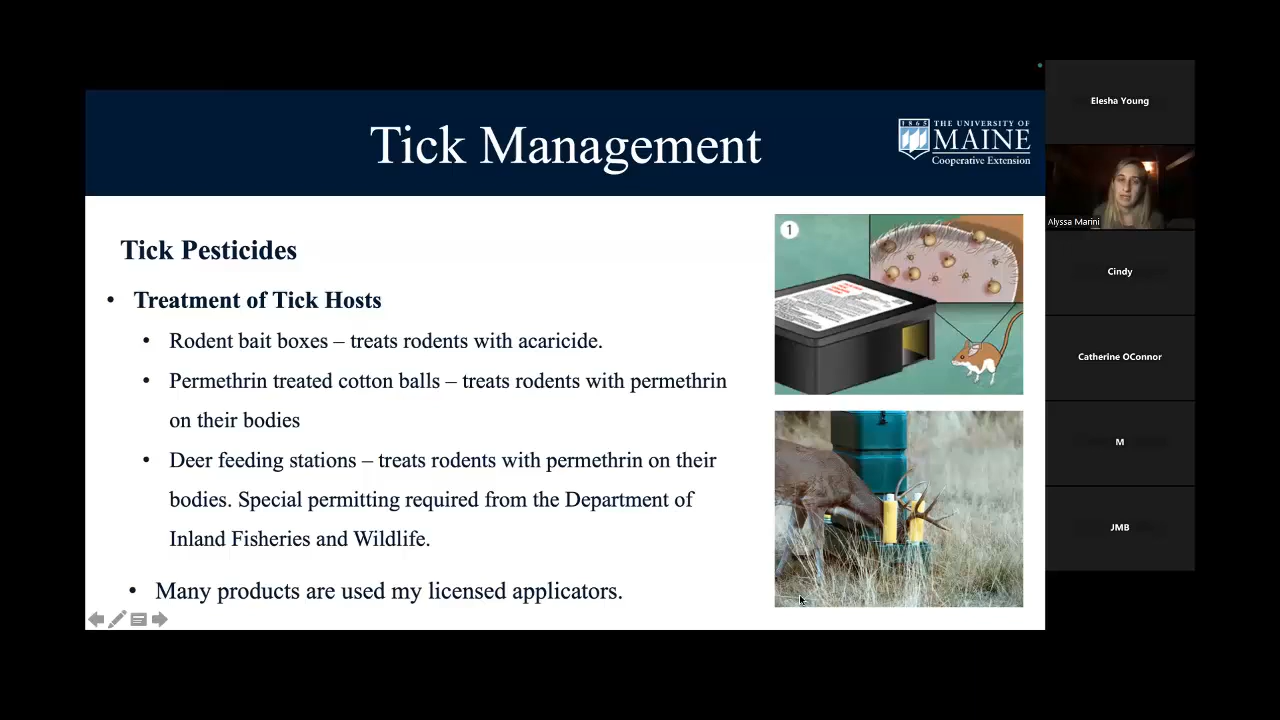 Tick Management
1865
THE UNIVERSITY OF
MAINE
Cooperative Extension
Tick Pesticides
• Treatment of Tick Hosts
• Rodent bait boxes – treats rodents with acaricide.
• Permethrin treated cotton balls – treats rodents with permethrin
on their bodies
• Deer feeding stations – treats rodents with permethrin on their
bodies. Special permitting required from the Department of
Inland Fisheries and Wildlife.
• Many products are used my licensed applicators.
1
Elesha Young
Alyssa Marini
Cindy
Catherine OConnor
M
JMB